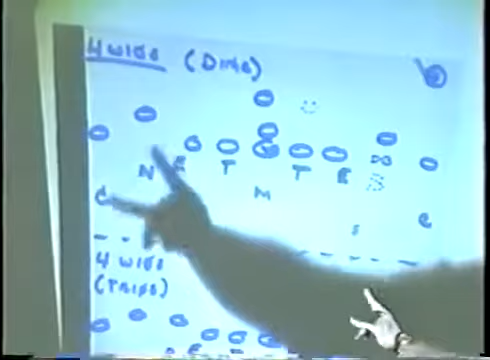 4 WIDE (DIME)
N E T T E
M
C S C
4 WIDE
(TRIPS)